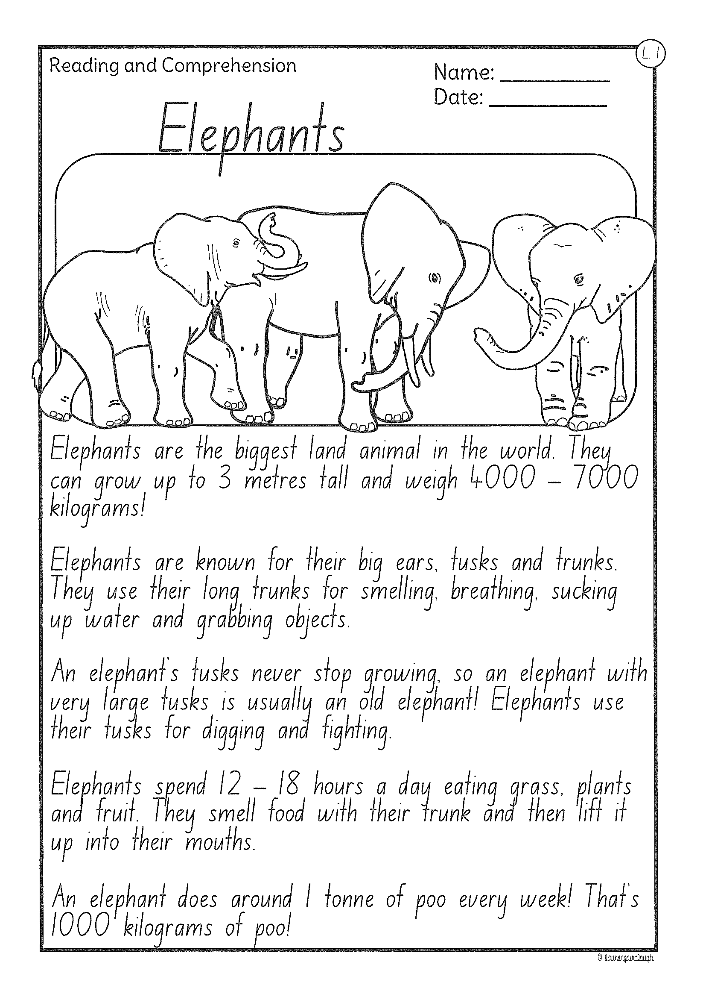 L. 1
Reading and Comprehension
Name:
Date:
Elephants
Elephants are the biggest land animal in the world. They
can grow up to 3 metres tall and weigh 4000 – 7000
kilograms!
Elephants are known for their big ears, tusks and trunks.
They use their long trunks for smelling, breathing, sucking
up water and grabbing objects.
An elephant's tusks never stop growing, so an elephant with
very large tusks is usually an old elephant! Elephants use
their tusks for digging and fighting.
Elephants spend 12 – 18 hours a day eating grass, plants
and fruit. They smell food with their trunk and then lift it
up into their mouths.
An elephant does around 1 tonne of poo every week! That's
1000 kilograms of poo!
© laurenfairclough